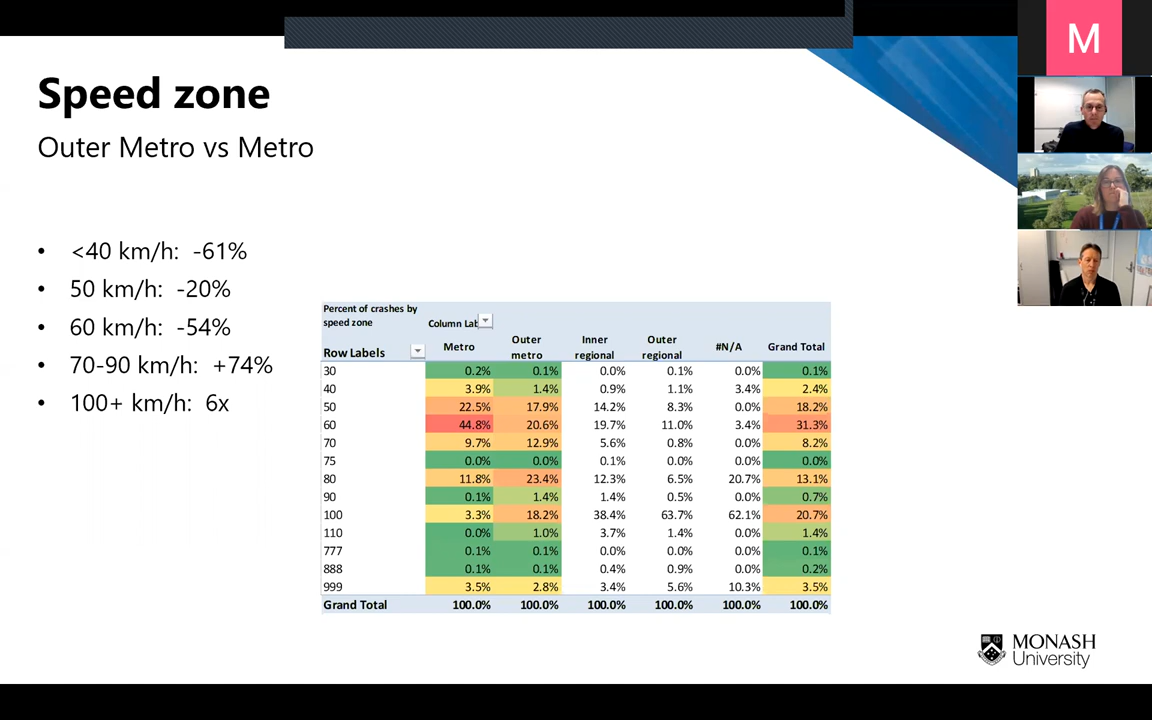 Speed zone
Outer Metro vs Metro
• <40 km/h: -61%
• 50 km/h: -20%
• 60 km/h: -54%
• 70-90 km/h: +74%
• 100+ km/h: 6x
Percent of crashes by speed zone Column Lab
Row Labels Metro Outer metro Inner regional Outer regional #N/A Grand Total
30 0.2% 0.1% 0.0% 0.1% 0.0% 0.1%
40 3.9% 1.4% 0.9% 1.1% 3.4% 2.4%
50 22.5% 17.9% 14.2% 8.3% 0.0% 18.2%
60 44.8% 20.6% 19.7% 11.0% 3.4% 31.3%
70 9.7% 12.9% 5.6% 0.8% 0.0% 8.2%
75 0.0% 0.0% 0.1% 0.0% 0.0% 0.0%
80 11.8% 23.4% 12.3% 6.5% 20.7% 13.1%
90 0.1% 1.4% 1.4% 0.5% 0.0% 0.7%
100 3.3% 18.2% 38.4% 63.7% 62.1% 20.7%
110 0.0% 1.0% 3.7% 1.4% 0.0% 1.4%
777 0.1% 0.1% 0.0% 0.0% 0.0% 0.1%
888 0.1% 0.1% 0.4% 0.9% 0.0% 0.2%
999 3.5% 2.8% 3.4% 5.6% 10.3% 3.5%
Grand Total 100.0% 100.0% 100.0% 100.0% 100.0% 100.0%
M
MONASH
University